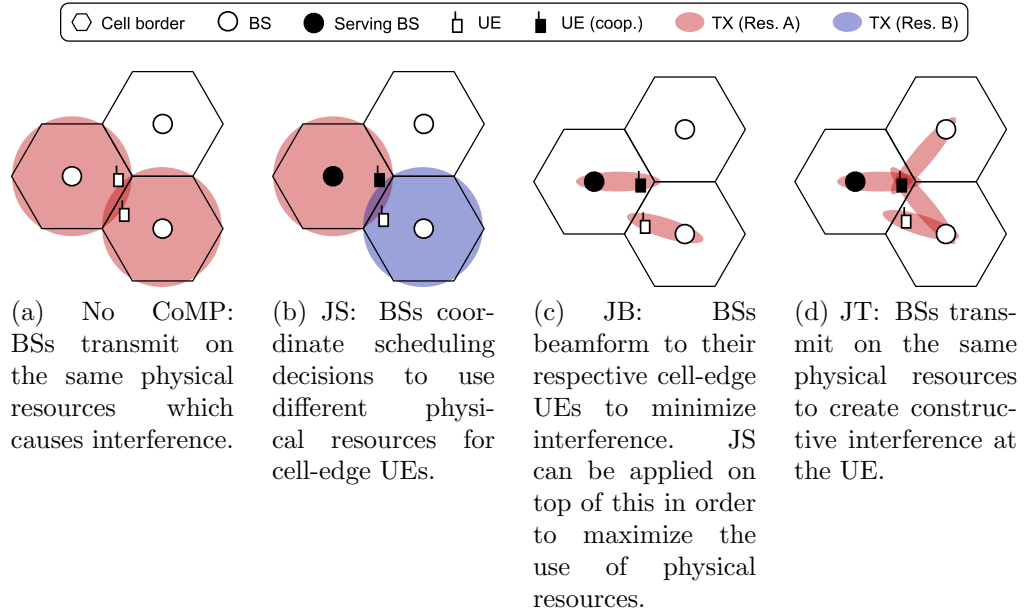 Cell border BS Serving BS UE UE (coop.) TX (Res. A) TX (Res. B)
(a) No CoMP:
BSs transmit on
the same physical
resources which
causes interference.
(b) JS: BSs coor-
dinate scheduling
decisions to use
different physi-
cal resources for
cell-edge UEs.
(c) JB: BSs
beamform to their
respective cell-edge
UEs to minimize
interference. JS
can be applied on
top of this in order
to maximize the
use of physical
resources.
(d) JT: BSs trans-
mit on the same
physical resources
to create construc-
tive interference at
the UE.